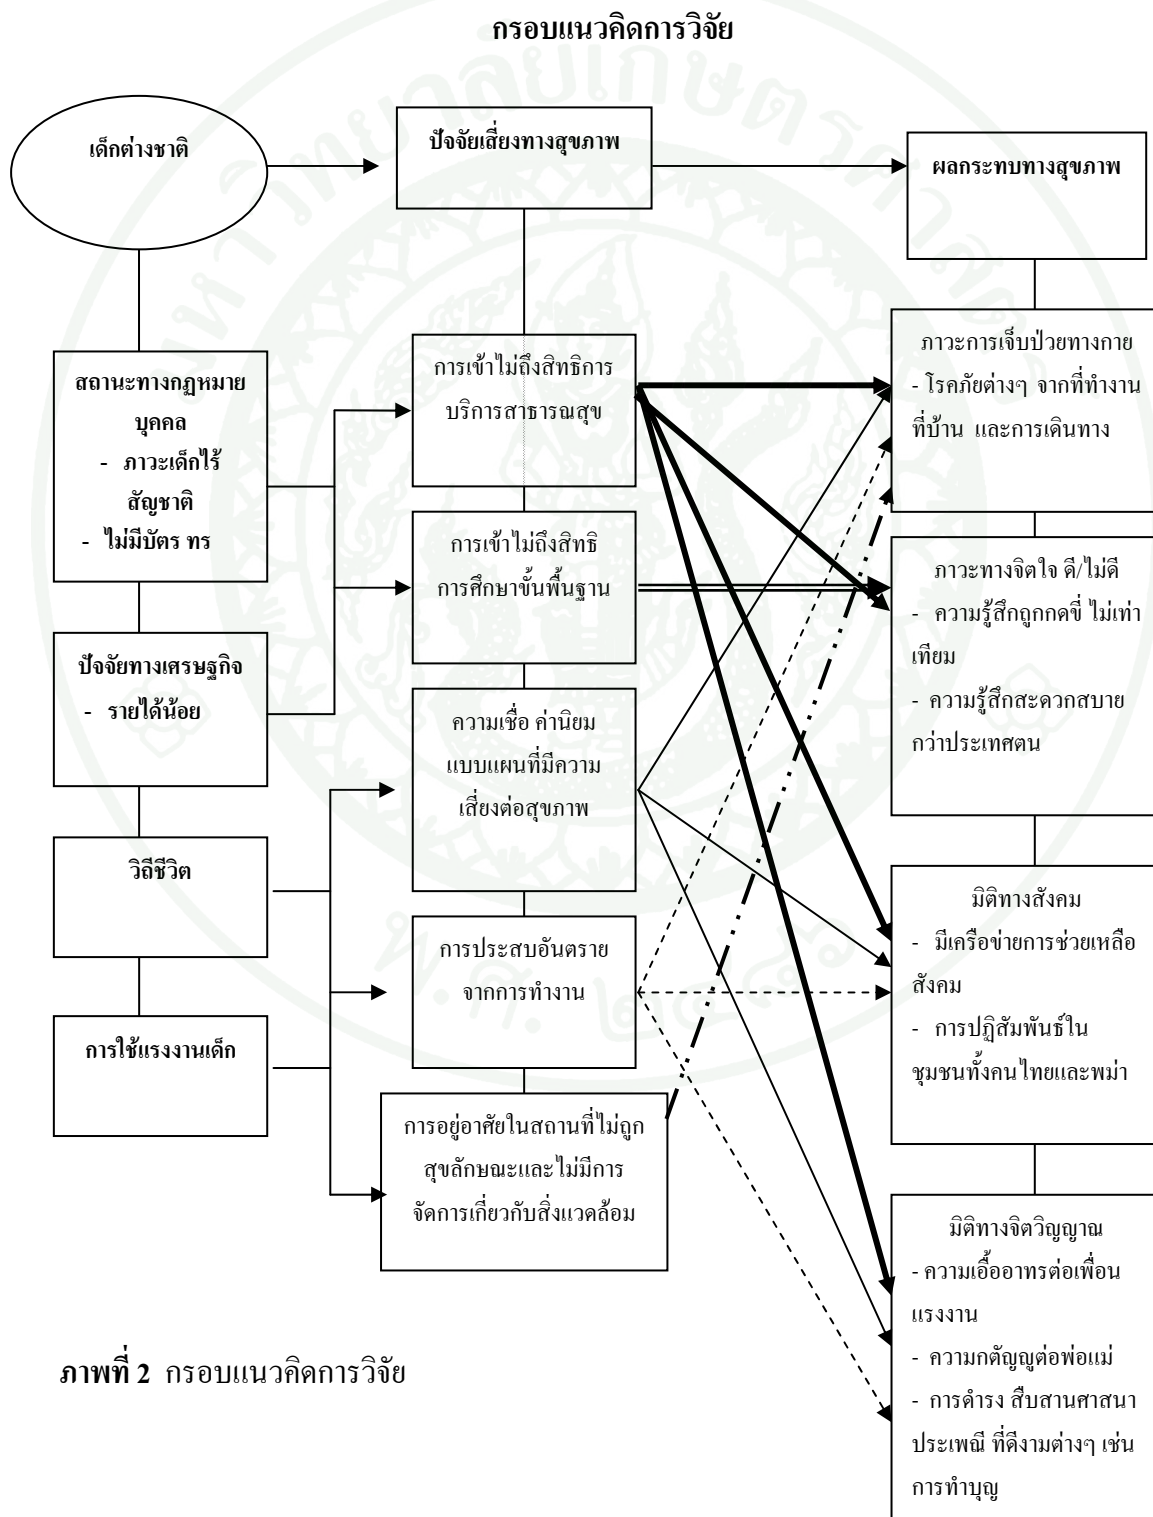 กรอบแนวคิดการวิจัย
เด็กต่างชาติ
ปัจจัยเสี่ยงทางสุขภาพ
ผลกระทบทางสุขภาพ
สถานะทางกฏหมาย
บุคคล
- ภาวะเด็กไร้
สัญชาติ
- ไม่มีบัตร ทร
ปัจจัยทางเศรษฐกิจ
- รายได้น้อย
วิถีชีวิต
การใช้แรงงานเด็ก
การเข้าไม่ถึงสิทธิการ
บริการสาธารณสุข
การเข้าไม่ถึงสิทธิ
การศึกษาขั้นพื้นฐาน
ความเชื่อ ค่านิยม
แบบแผนที่มีความ
เสี่ยงต่อสุขภาพ
การประสบอันตราย
จากการทำงาน
การอยู่อาศัยในสถานที่ไม่ถูก
สุขลักษณะและไม่มีการ
จัดการเกี่ยวกับสิ่งแวดล้อม
ภาวะการเจ็บป่วยทางกาย
- โรคภัยต่างๆ จากที่ทำงาน
ที่บ้าน และการเดินทาง
ภาวะทางจิตใจ ดี/ไม่ดี
- ความรู้สึกถูกกดขี่ ไม่เท่า
เทียม
- ความรู้สึกสะดวกสบาย
กว่าประเทศตน
มิติทางสังคม
- มีเครือข่ายการช่วยเหลือ
สังคม
- การปฏิสัมพันธ์ใน
ชุมชนทั้งคนไทยและพม่า
มิติทางจิตวิญญาณ
- ความเอื้ออาทรต่อเพื่อน
แรงงาน
- ความกตัญญูต่อพ่อแม่
- การดำรง สืบสานศาสนา
ประเพณี ที่ดีงามต่างๆ เช่น
การทำบุญ
ภาพที่ 2 กรอบแนวคิดการวิจัย
มหาวิทยาลัยเกษตรศาสตร์
พ.ศ. ๒๔๘๖